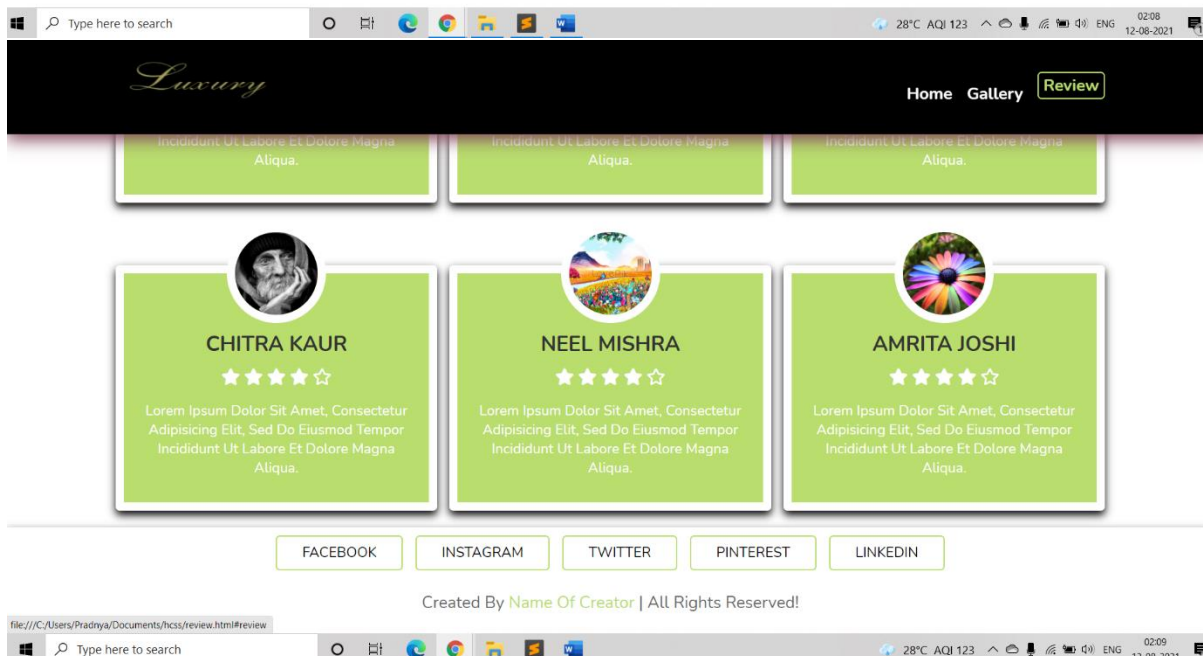 Type here to search
28°C AQI 123 ENG 02:08
12-08-2021
1
Luxury
Home Gallery Review
Incididunt Ut Labore Et Dolore Magna Incididunt Ut Labore Et Dolore Magna Incididunt Ut Labore Et Dolore Magna
Aliqua. Aliqua. Aliqua.
CHITRA KAUR
Lorem Ipsum Dolor Sit Amet, Consectetur
Adipisicing Elit, Sed Do Eiusmod Tempor
Incididunt Ut Labore Et Dolore Magna
Aliqua.
NEEL MISHRA
Lorem Ipsum Dolor Sit Amet, Consectetur
Adipisicing Elit, Sed Do Eiusmod Tempor
Incididunt Ut Labore Et Dolore Magna
Aliqua.
AMRITA JOSHI
Lorem Ipsum Dolor Sit Amet, Consectetur
Adipisicing Elit, Sed Do Eiusmod Tempor
Incididunt Ut Labore Et Dolore Magna
Aliqua.
FACEBOOK INSTAGRAM TWITTER PINTEREST LINKEDIN
Created By Name Of Creator | All Rights Reserved!
file:///C:/Users/Pradnya/Documents/hcss/review.html#review
Type here to search
28°C AQI 123 ENG 02:09
12-08-2021